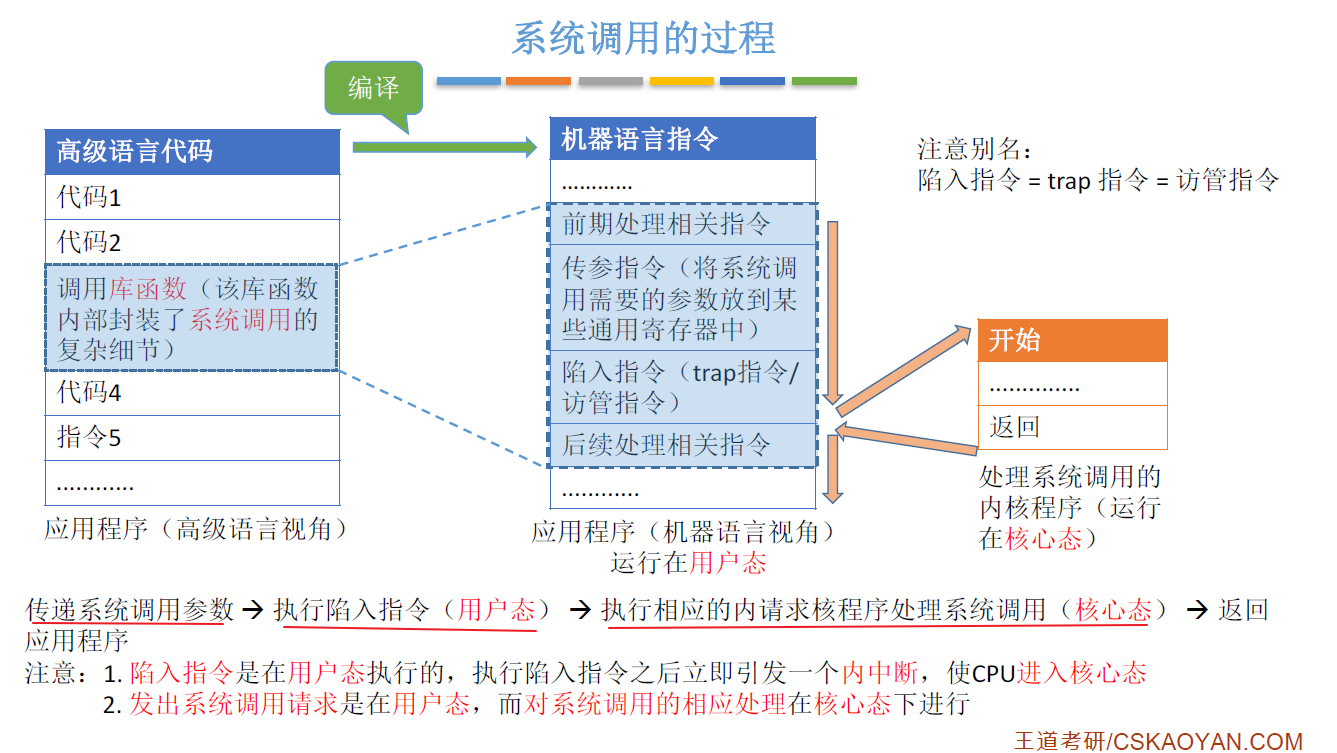 系统调用的过程
编译
高级语言代码
代码1
代码2
调用库函数（该库函数
内部封装了系统调用的
复杂细节）
代码4
指令5
............
应用程序（高级语言视角）
机器语言指令
............
前期处理相关指令
传参指令（将系统调
用需要的参数放到某
些通用寄存器中）
陷入指令（trap指令/
访管指令）
后续处理相关指令
............
应用程序（机器语言视角）
运行在用户态
注意别名：
陷入指令 = trap 指令 = 访管指令
开始
..............
返回
处理系统调用的
内核程序（运行
在核心态）
传递系统调用参数 → 执行陷入指令（用户态） → 执行相应的内请求核程序处理系统调用（核心态） → 返回
应用程序
注意：1. 陷入指令是在用户态执行的，执行陷入指令之后立即引发一个内中断，使CPU进入核心态
2. 发出系统调用请求是在用户态，而对系统调用的相应处理在核心态下进行
王道考研/CSKAOYAN.COM